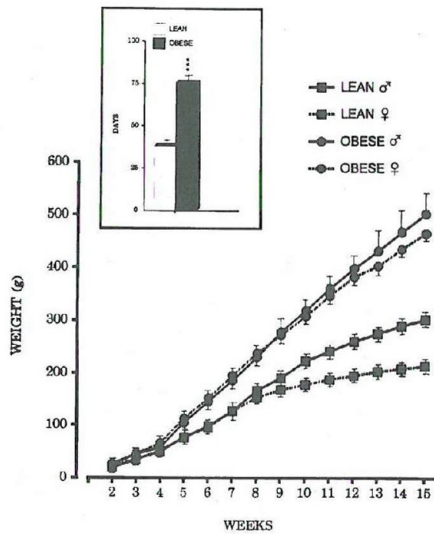 LEAN
OBESE
100
75
50
25
0
DAYS
***
LEAN ♂
LEAN ♀
OBESE ♂
OBESE ♀
600
500
400
300
200
100
0
WEIGHT (g)
2 3 4 5 6 7 8 9 10 11 12 13 14 15
WEEKS